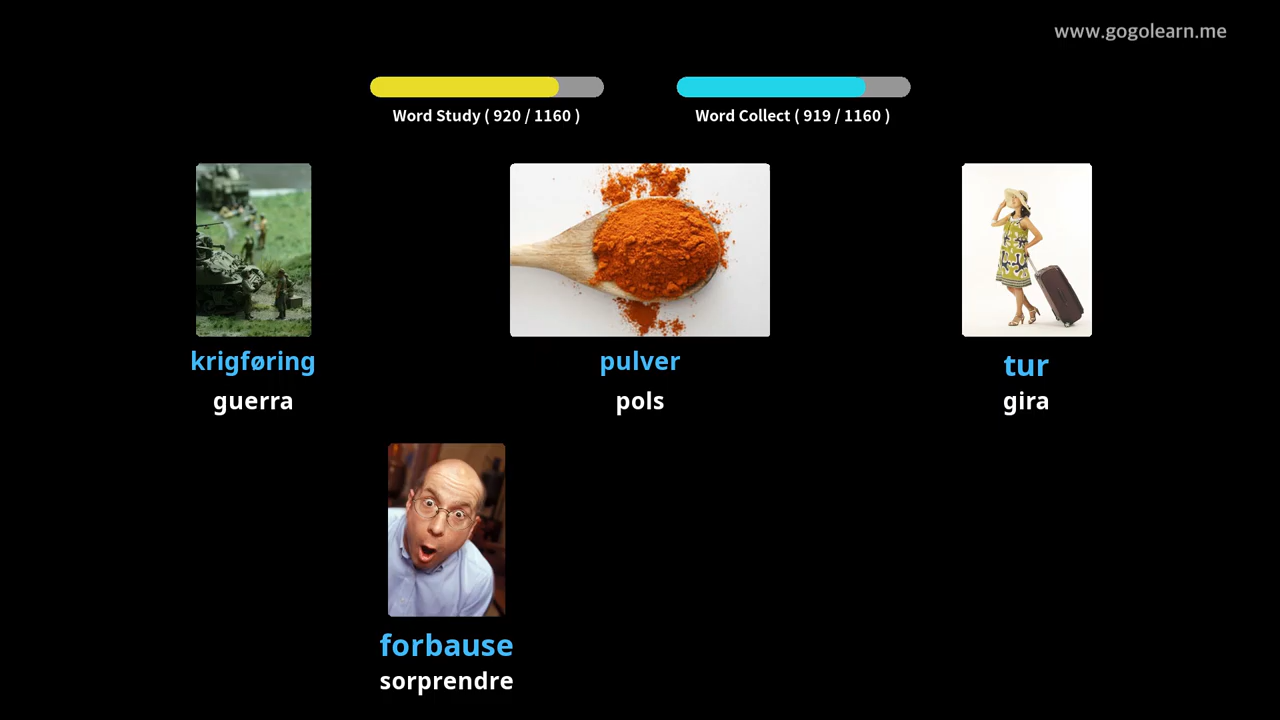 www.gogolearn.me
Word Study ( 920 / 1160 )
Word Collect ( 919 / 1160 )
krigføring
pulver
tur
guerra
pols
gira
forbause
sorprendre